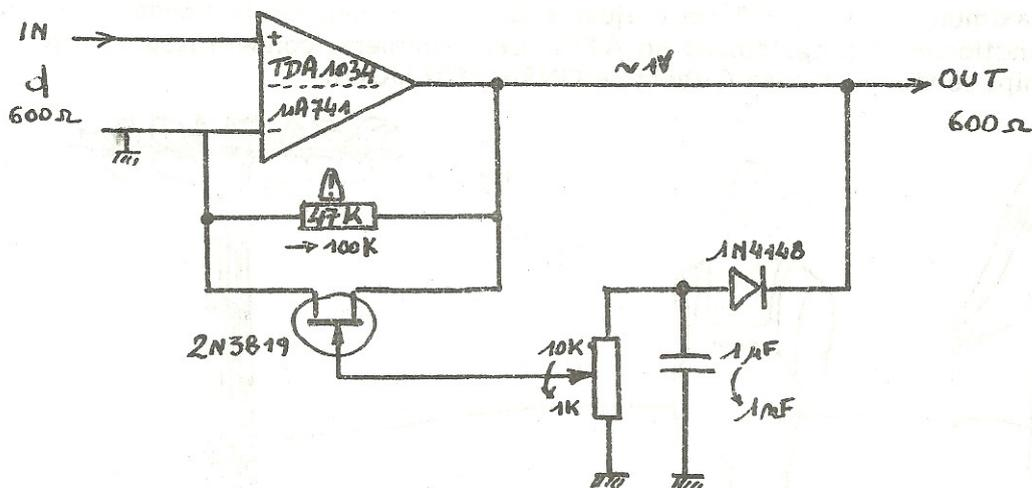 IN
600Ω
+
TDA1034
µA741
−
~1V
OUT
600Ω
47K
→ 100K
1N4148
2N3819
10K
1K
1µF
1nF